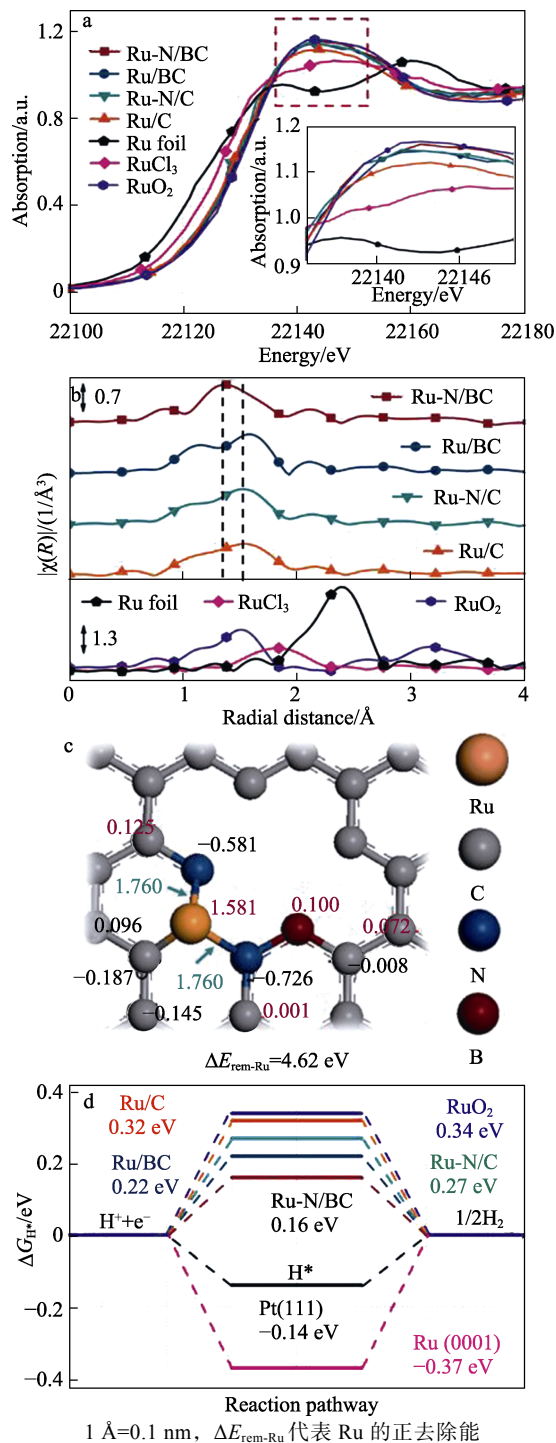 a
1.2
0.8
0.4
0
Absorption/a.u.
Ru-N/BC
Ru/BC
Ru-N/C
Ru/C
Ru foil
RuCl₃
RuO₂
1.2
1.1
1.0
0.9
Absorption/a.u.
22140 22146
Energy/eV
22100 22120 22140 22160 22180
Energy/eV
b
0.7
Ru-N/BC
Ru/BC
Ru-N/C
Ru/C
|χ(R)|/(1/Å³)
Ru foil RuCl₃ RuO₂
1.3
0 1 2 3 4
Radial distance/Å
c
0.125
−0.581
1.760
1.581
0.100
0.096
0.072
−0.187
1.760
−0.726
−0.008
−0.145
0.001
Ru
C
N
B
ΔE_rem-Ru=4.62 eV
d
0.4
0.2
0
−0.2
−0.4
ΔG_H*/eV
Ru/C
0.32 eV
RuO₂
0.34 eV
Ru/BC
0.22 eV
Ru-N/C
0.27 eV
Ru-N/BC
0.16 eV
H⁺+e⁻
1/2H₂
H*
Pt(111)
−0.14 eV
Ru (0001)
−0.37 eV
Reaction pathway
1 Å=0.1 nm，ΔE_rem-Ru 代表 Ru 的正去除能